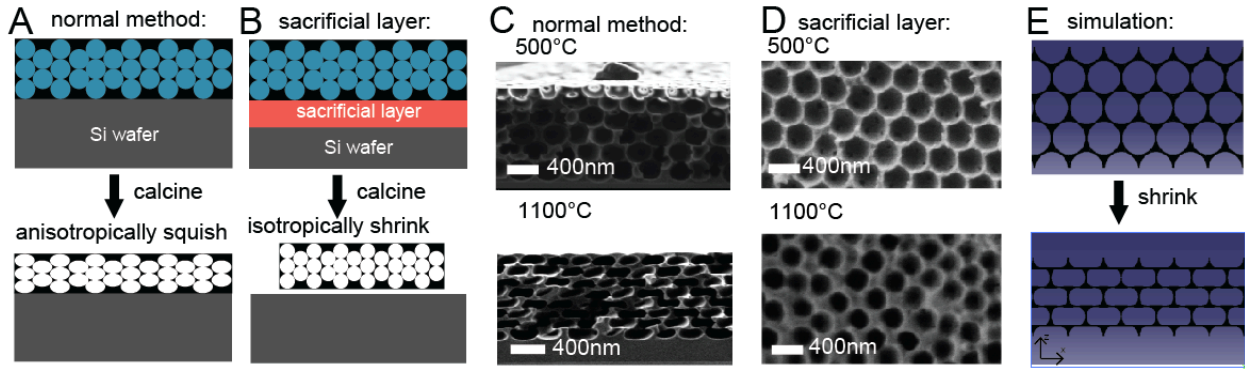 A normal method:
Si wafer
calcine
anisotropically squish
B sacrificial layer:
sacrificial layer
Si wafer
calcine
isotropically shrink
C normal method:
500°C
400nm
1100°C
400nm
D sacrificial layer:
500°C
400nm
1100°C
400nm
E simulation:
shrink
z
x